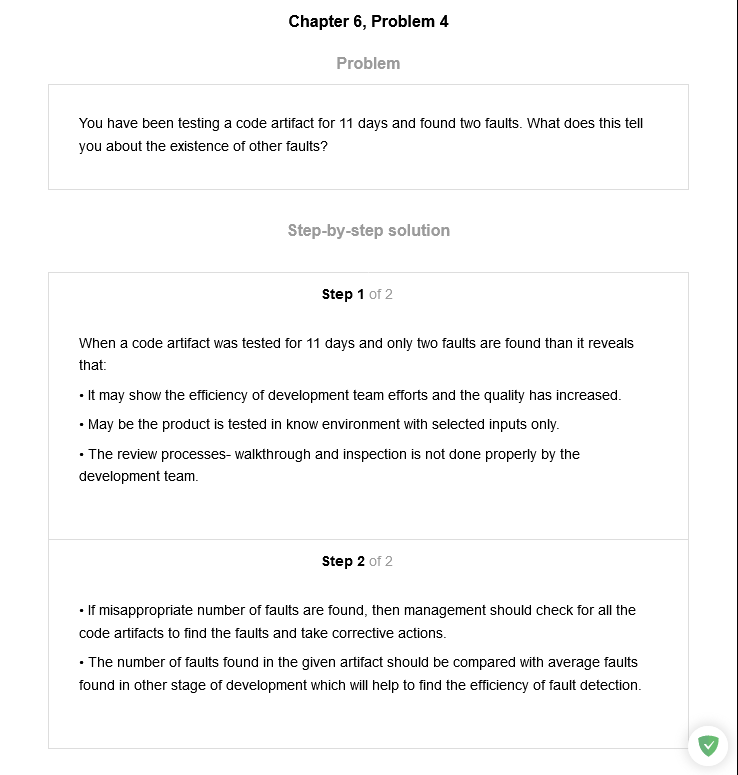 Chapter 6, Problem 4
Problem
You have been testing a code artifact for 11 days and found two faults. What does this tell
you about the existence of other faults?
Step-by-step solution
Step 1 of 2
When a code artifact was tested for 11 days and only two faults are found than it reveals
that:
• It may show the efficiency of development team efforts and the quality has increased.
• May be the product is tested in know environment with selected inputs only.
• The review processes- walkthrough and inspection is not done properly by the
development team.
Step 2 of 2
• If misappropriate number of faults are found, then management should check for all the
code artifacts to find the faults and take corrective actions.
• The number of faults found in the given artifact should be compared with average faults
found in other stage of development which will help to find the efficiency of fault detection.